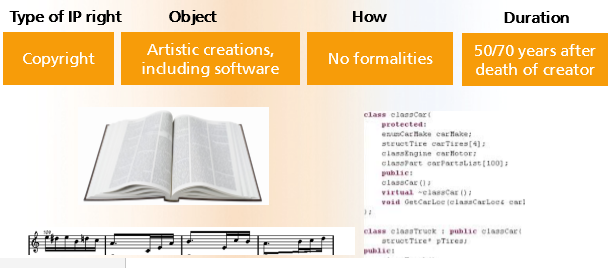 Type of IP right Object How Duration
Copyright
Artistic creations,
including software
No formalities
50/70 years after
death of creator
class classCar{
protected:
enumCarMake carMake;
structTire carTires[4];
classEngine carMotor;
classPart carPartsList[100];
public:
classCar();
virtual ~classCar();
void GetCarLoc(classCarLoc& carl
};
class classTruck : public classCar{
structTire* pTires;
public: